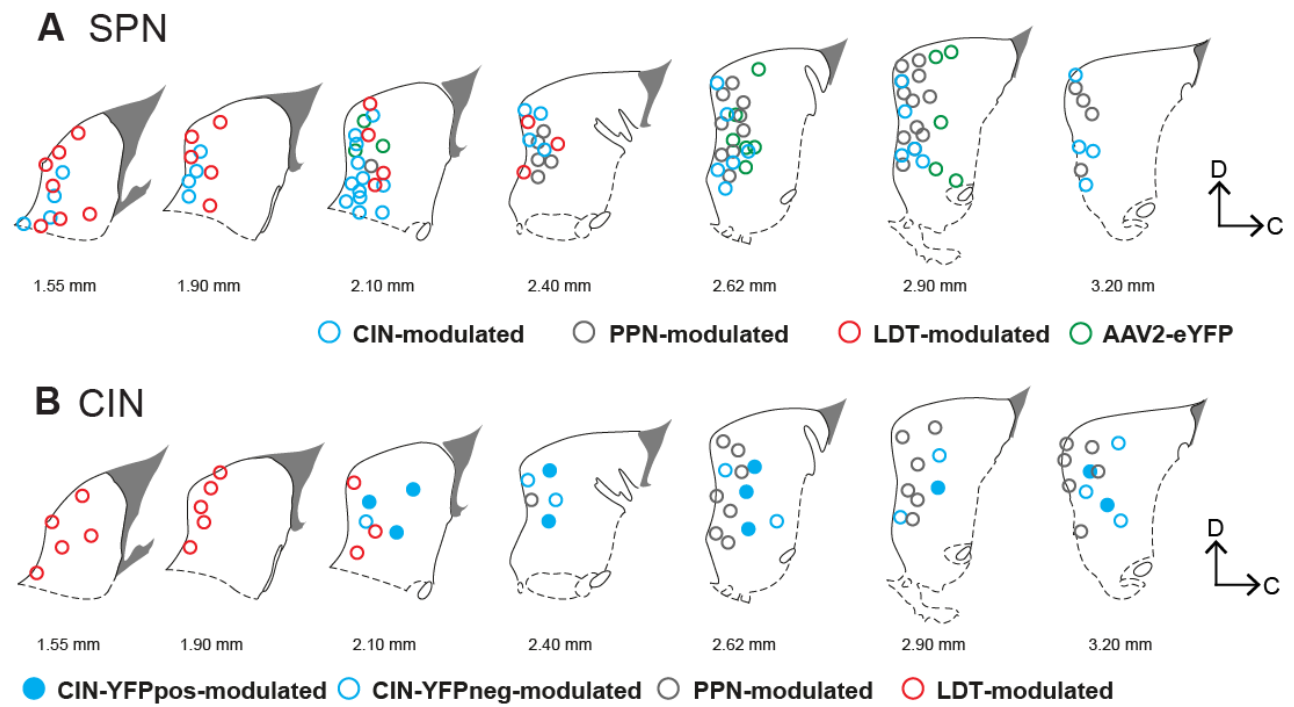 A SPN
D
C
1.55 mm 1.90 mm 2.10 mm 2.40 mm 2.62 mm 2.90 mm 3.20 mm
CIN-modulated PPN-modulated LDT-modulated AAV2-eYFP
B CIN
D
C
1.55 mm 1.90 mm 2.10 mm 2.40 mm 2.62 mm 2.90 mm 3.20 mm
CIN-YFPpos-modulated CIN-YFPneg-modulated PPN-modulated LDT-modulated